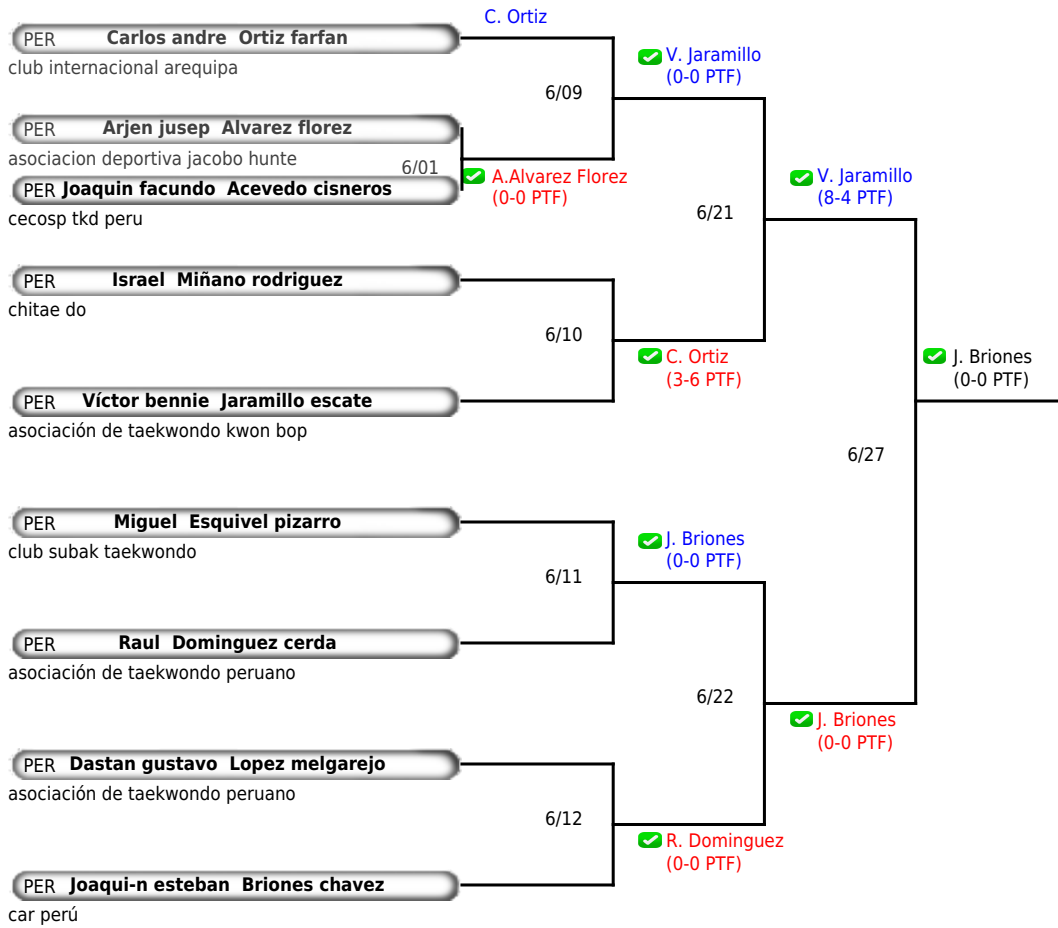 C. Ortiz
PER Carlos andre Ortiz farfan
club internacional arequipa
V. Jaramillo
(0-0 PTF)
6/09
PER Arjen jusep Alvarez florez
asociacion deportiva jacobo hunte
6/01
A.Alvarez Florez
(0-0 PTF)
PER Joaquin facundo Acevedo cisneros
cecosp tkd peru
V. Jaramillo
(8-4 PTF)
6/21
PER Israel Miñano rodriguez
chitae do
6/10
C. Ortiz
(3-6 PTF)
J. Briones
(0-0 PTF)
PER Víctor bennie Jaramillo escate
asociación de taekwondo kwon bop
6/27
PER Miguel Esquivel pizarro
club subak taekwondo
J. Briones
(0-0 PTF)
6/11
PER Raul Dominguez cerda
asociación de taekwondo peruano
6/22
J. Briones
(0-0 PTF)
PER Dastan gustavo Lopez melgarejo
asociación de taekwondo peruano
6/12
R. Dominguez
(0-0 PTF)
PER Joaqui-n esteban Briones chavez
car perú